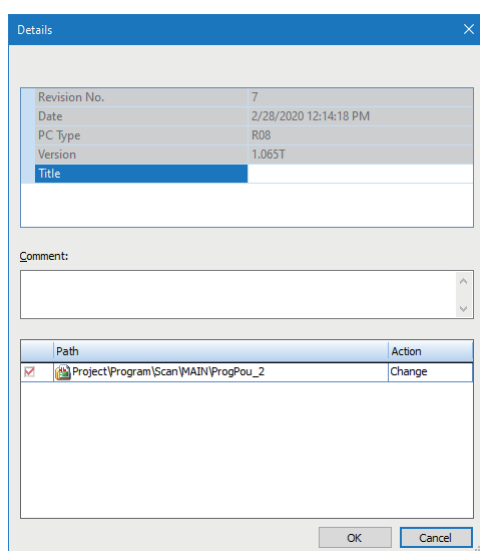 Details
Revision No. 7
Date 2/28/2020 12:14:18 PM
PC Type R08
Version 1.065T
Title
Comment:
Path Action
Project\Program\Scan\MAIN\ProgPou_2 Change
OK Cancel